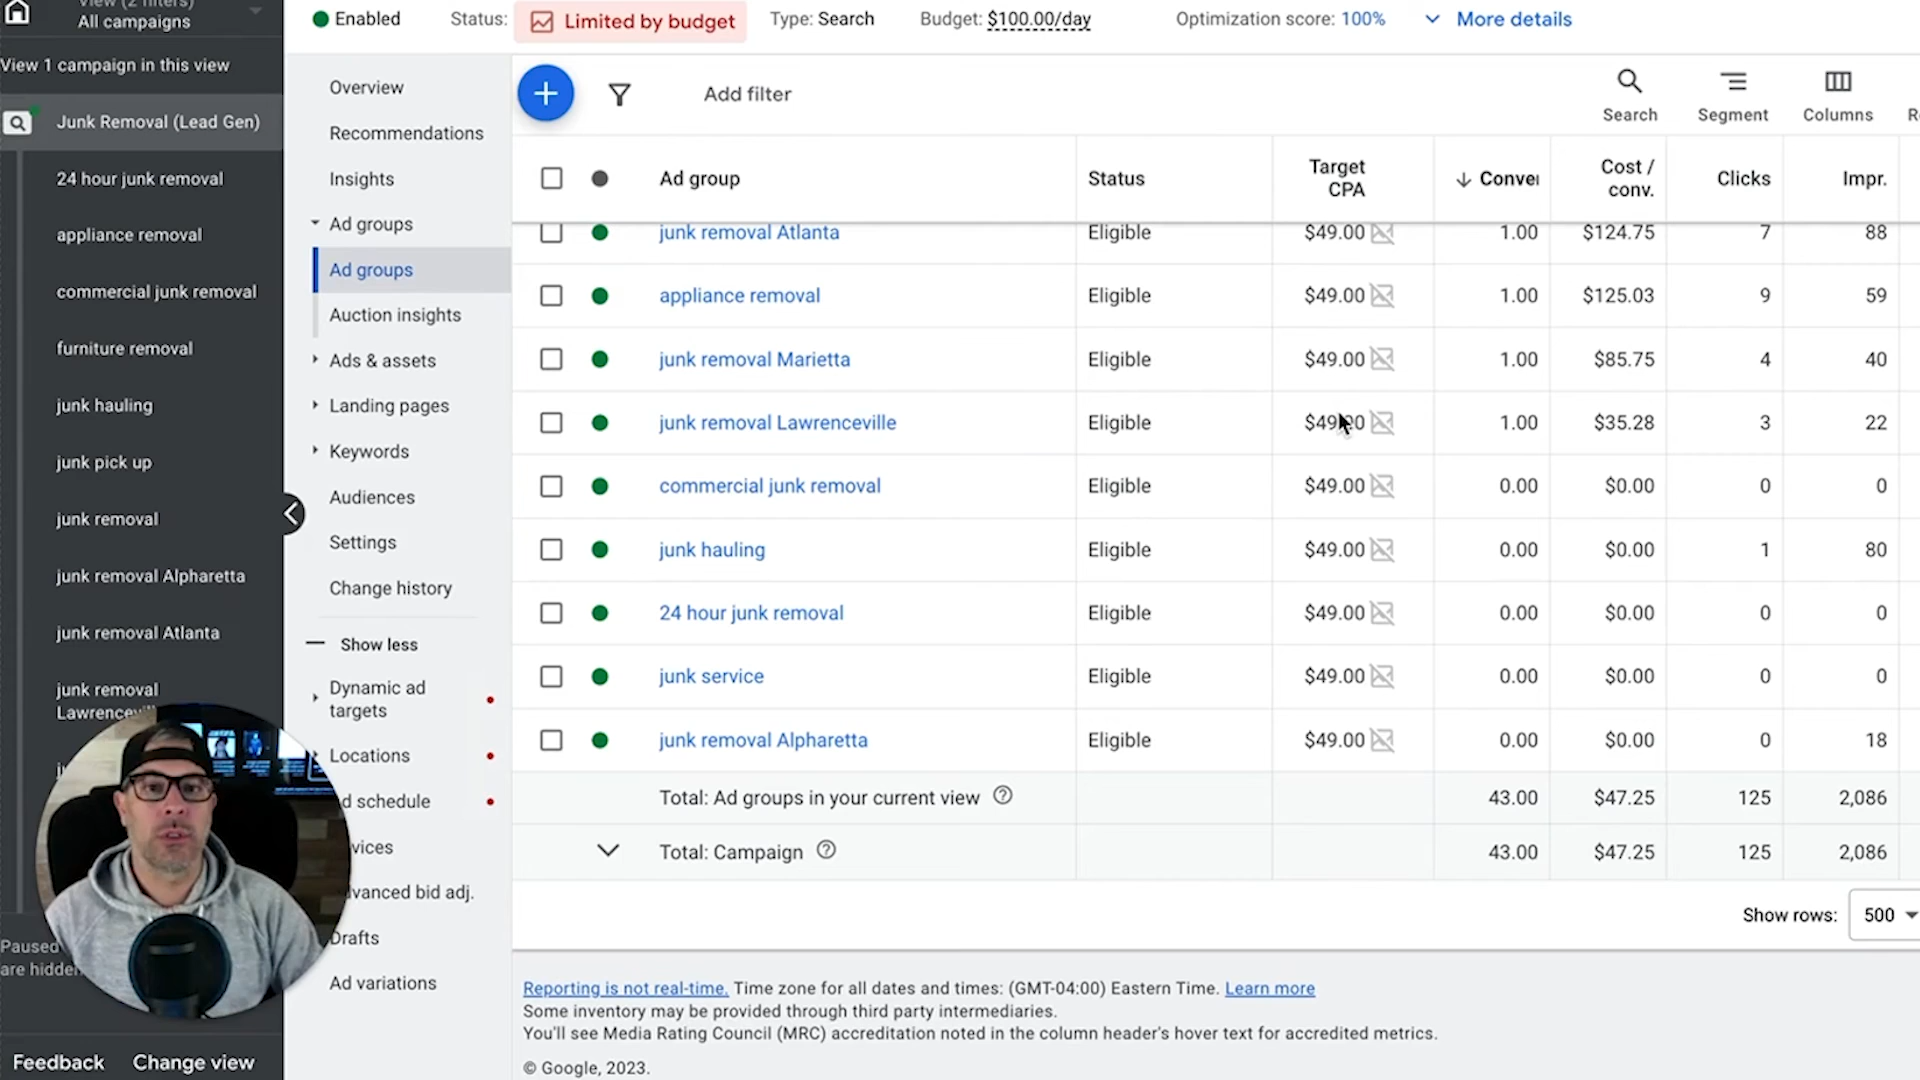 View (2 filters)
All campaigns
View 1 campaign in this view
Junk Removal (Lead Gen)
24 hour junk removal
appliance removal
commercial junk removal
furniture removal
junk hauling
junk pick up
junk removal
junk removal Alpharetta
junk removal Atlanta
junk removal
Paused
Feedback Change view
Enabled Status: Limited by budget Type: Search Budget: $100.00/day Optimization score: 100% More details
Overview
Recommendations
Insights
Ad groups
Ad groups
Auction insights
Ads & assets
Landing pages
Keywords
Audiences
Settings
Change history
Show less
Dynamic ad
targets
Locations
schedule
Advanced bid adj.
Drafts
Ad variations
Add filter
Search Segment Columns
Ad group Status Target CPA Cost / conv. Clicks Impr.
junk removal Atlanta Eligible $49.00 1.00 $124.75 7 88
appliance removal Eligible $49.00 1.00 $125.03 9 59
junk removal Marietta Eligible $49.00 1.00 $85.75 4 40
junk removal Lawrenceville Eligible $49.00 1.00 $35.28 3 22
commercial junk removal Eligible $49.00 0.00 $0.00 0 0
junk hauling Eligible $49.00 0.00 $0.00 1 80
24 hour junk removal Eligible $49.00 0.00 $0.00 0 0
junk service Eligible $49.00 0.00 $0.00 0 0
junk removal Alpharetta Eligible $49.00 0.00 $0.00 0 18
Total: Ad groups in your current view 43.00 $47.25 125 2,086
Total: Campaign 43.00 $47.25 125 2,086
Show rows: 500
Reporting is not real-time. Time zone for all dates and times: (GMT-04:00) Eastern Time. Learn more
Some inventory may be provided through third party intermediaries.
You'll see Media Rating Council (MRC) accreditation noted in the column header's hover text for accredited metrics.
© Google, 2023.